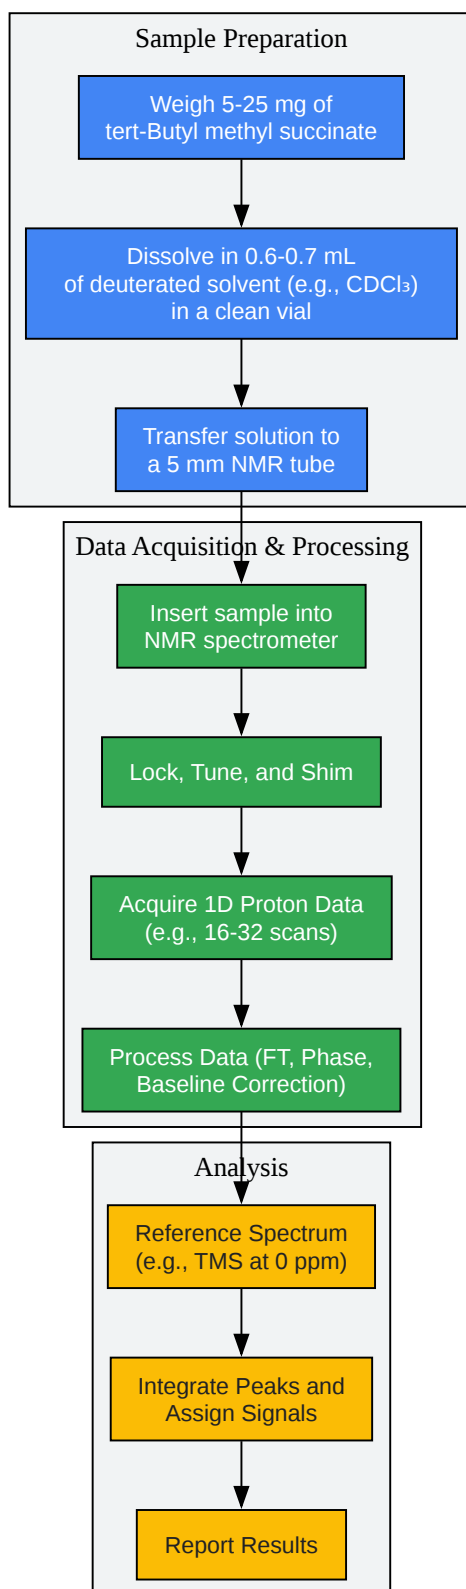 Sample Preparation
Weigh 5-25 mg of
tert-Butyl methyl succinate
Dissolve in 0.6-0.7 mL
of deuterated solvent (e.g., CDCl₃)
in a clean vial
Transfer solution to
a 5 mm NMR tube
Data Acquisition & Processing
Insert sample into
NMR spectrometer
Lock, Tune, and Shim
Acquire 1D Proton Data
(e.g., 16-32 scans)
Process Data (FT, Phase,
Baseline Correction)
Analysis
Reference Spectrum
(e.g., TMS at 0 ppm)
Integrate Peaks and
Assign Signals
Report Results